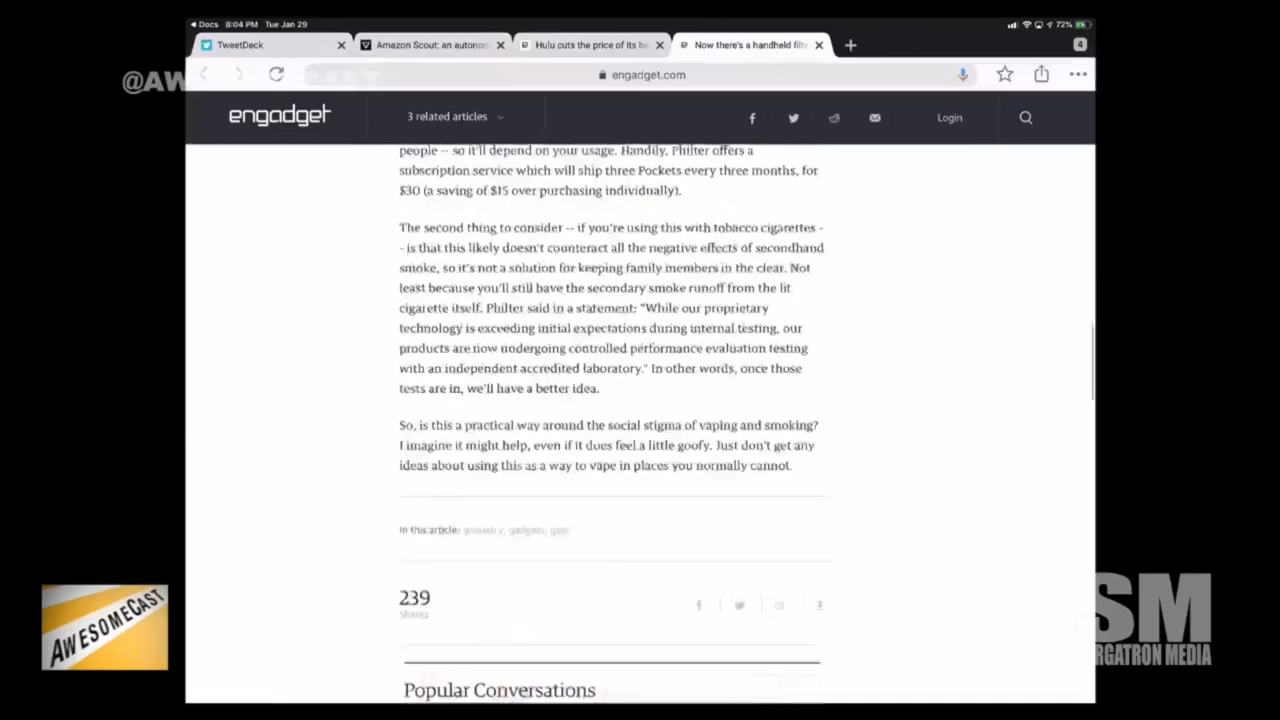 Docs 8:04 PM Tue Jan 29
72%
TweetDeck
Amazon Scout: an autonom
Hulu cuts the price of its ba
Now there's a handheld filte
4
@AW
engadget.com
engadget
3 related articles
Login
people -- so it'll depend on your usage. Handily, Philter offers a
subscription service which will ship three Pockets every three months, for
$30 (a saving of $15 over purchasing individually).
The second thing to consider -- if you're using this with tobacco cigarettes -
- is that this likely doesn't counteract all the negative effects of secondhand
smoke, so it's not a solution for keeping family members in the clear. Not
least because you'll still have the secondary smoke runoff from the lit
cigarette itself. Philter said in a statement: "While our proprietary
technology is exceeding initial expectations during internal testing, our
products are now undergoing controlled performance evaluation testing
with an independent accredited laboratory." In other words, once those
tests are in, we'll have a better idea.
So, is this a practical way around the social stigma of vaping and smoking?
I imagine it might help, even if it does feel a little goofy. Just don't get any
ideas about using this as a way to vape in places you normally cannot.
In this article: gadgetry, gadgets, gear
239
Shares
Popular Conversations
AWESOMECAST
SM
RGATRON MEDIA